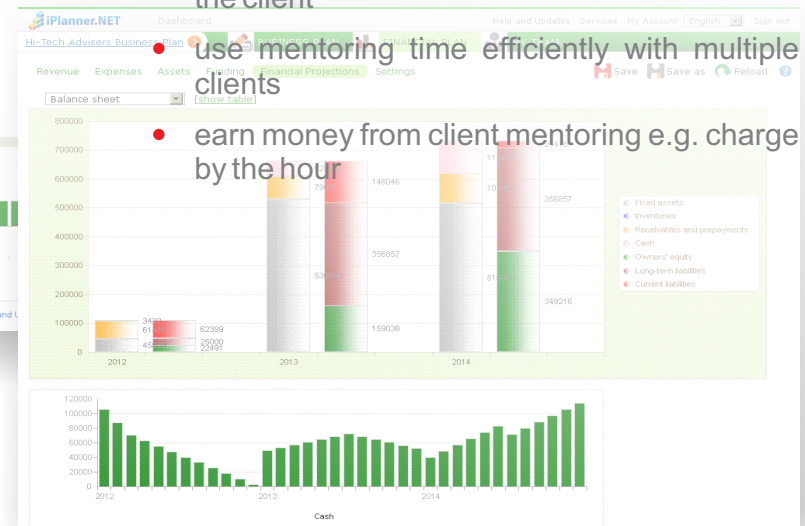 the client
iPlanner.NET Dashboard Help and Updates Services My Account English Sign out
Hi-Tech Advisers Business Plan BUSINESS PLAN FINANCIAL PLAN
• use mentoring time efficiently with multiple
clients
Revenue Expenses Assets Funding Financial Projections Settings Save Save as Reload ?
Balance sheet [show table]
• earn money from client mentoring e.g. charge
by the hour
800000
700000
600000
500000
400000
300000
200000
100000
0
146046
356857
159038
356857
349216
62399
25000
22491
2012 2013 2014
Fixed assets
Inventories
Receivables and prepayments
Cash
Owners' equity
Long-term liabilities
Current liabilities
120000
100000
80000
60000
40000
20000
0
2012 2013 2014
Cash